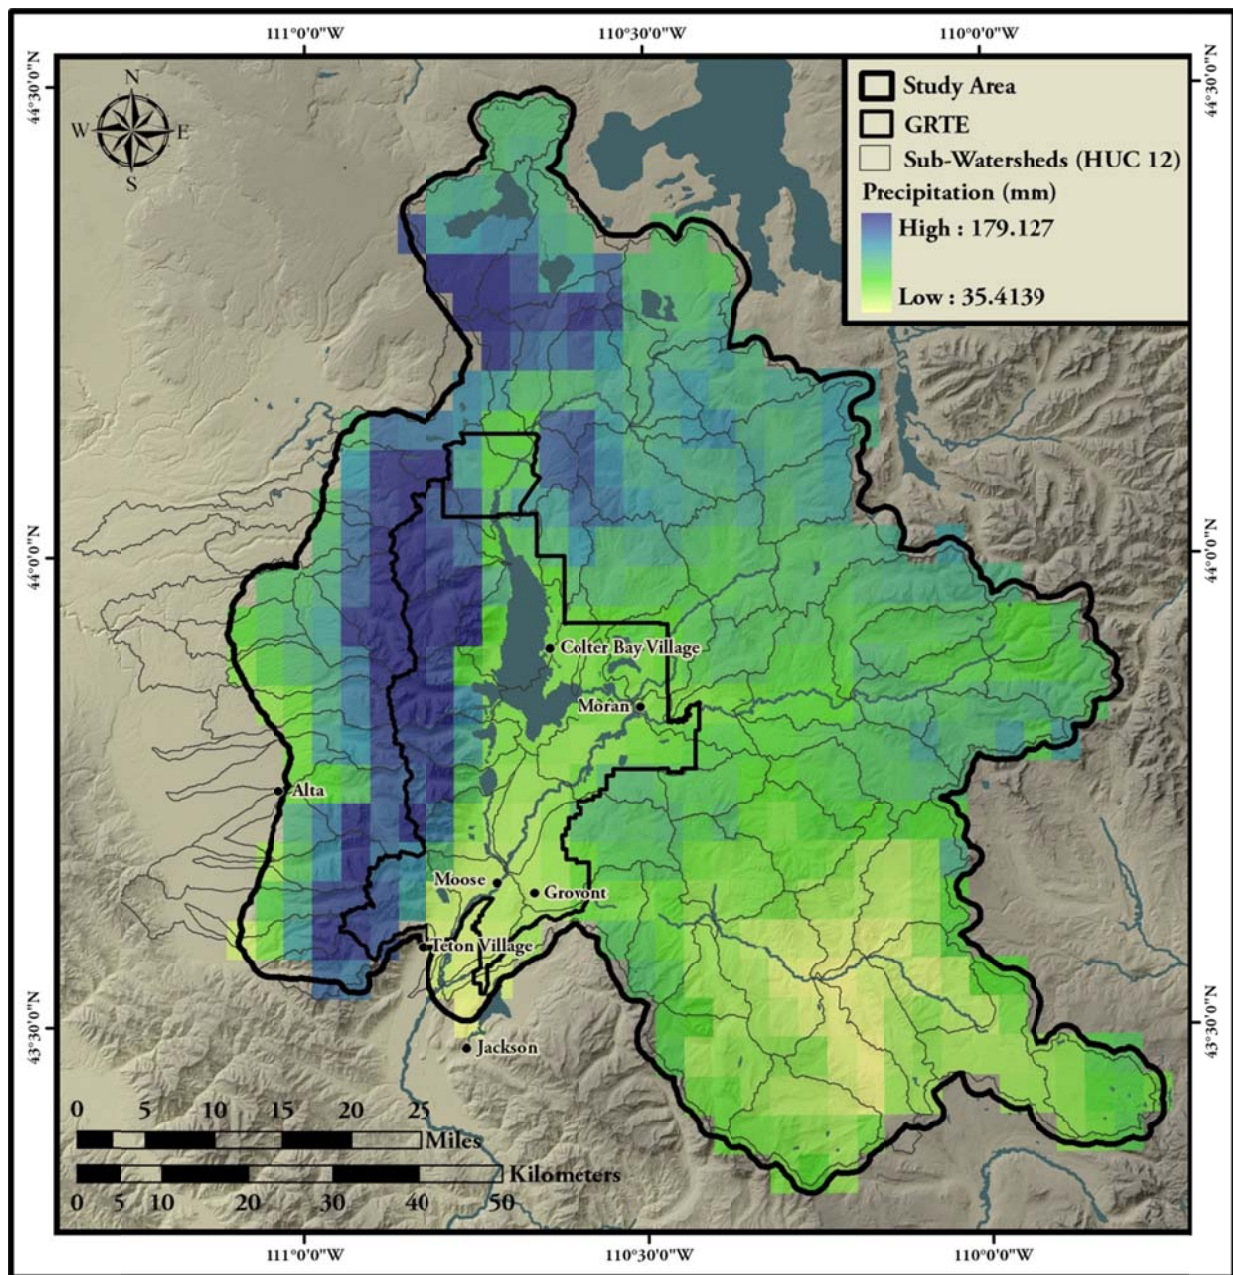 111°0'0"W
110°30'0"W
110°0'0"W
44°30'0"N
44°30'0"N
N
W
E
S
Study Area
GRTE
Sub-Watersheds (HUC 12)
Precipitation (mm)
High : 179.127
Low : 35.4139
44°0'0"N
44°0'0"N
Colter Bay Village
Moran
Alta
Moose
Grovont
Teton Village
43°30'0"N
43°30'0"N
Jackson
0 5 10 15 20 25
Miles
Kilometers
0 5 10 20 30 40 50
111°0'0"W
110°30'0"W
110°0'0"W